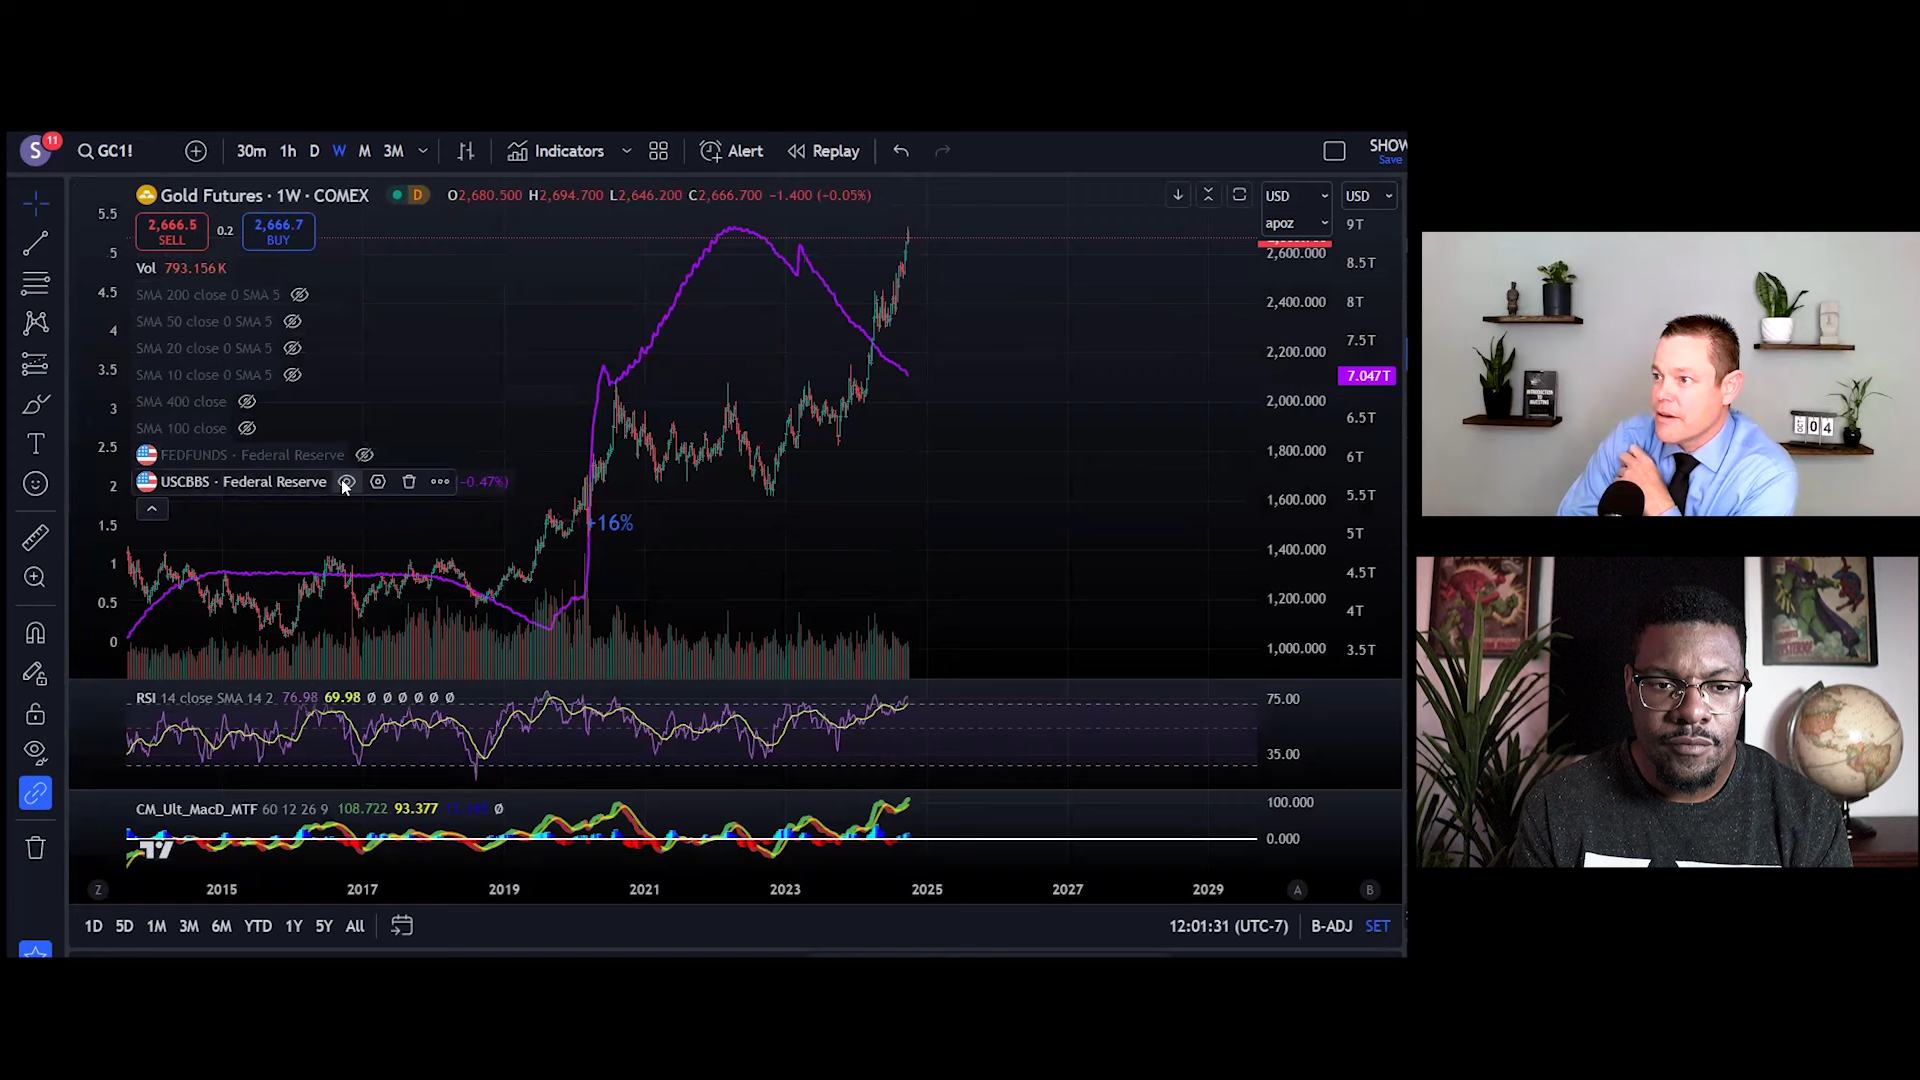 S 11 GC1! 30m 1h D W M 3M Indicators Alert Replay SHOW
Save
Gold Futures · 1W · COMEX D O2,680.500 H2,694.700 L2,646.200 C2,666.700 −1.400 (−0.05%) USD USD
2,666.5 SELL 0.2 2,666.7 BUY apoz
Vol 793.156K
SMA 200 close 0 SMA 5
SMA 50 close 0 SMA 5
SMA 20 close 0 SMA 5
SMA 10 close 0 SMA 5
SMA 400 close
SMA 100 close
FEDFUNDS · Federal Reserve
USCBBS · Federal Reserve (−0.47%)
+16%
5.5
5
4.5
4
3.5
3
2.5
2
1.5
1
0.5
0
2,600.000
2,400.000
2,200.000
2,000.000
1,800.000
1,600.000
1,400.000
1,200.000
1,000.000
9T
8.5T
8T
7.5T
7.047T
6.5T
6T
5.5T
5T
4.5T
4T
3.5T
RSI 14 close SMA 14 2 76.98 69.98 Ø Ø Ø Ø Ø Ø
75.00
35.00
CM_Ult_MacD_MTF 60 12 26 9 108.722 93.377 Ø
100.000
0.000
Z 2015 2017 2019 2021 2023 2025 2027 2029 A B
1D 5D 1M 3M 6M YTD 1Y 5Y All 12:01:31 (UTC-7) B-ADJ SET
INTRODUCTION
TO
INVESTING
OCT 04